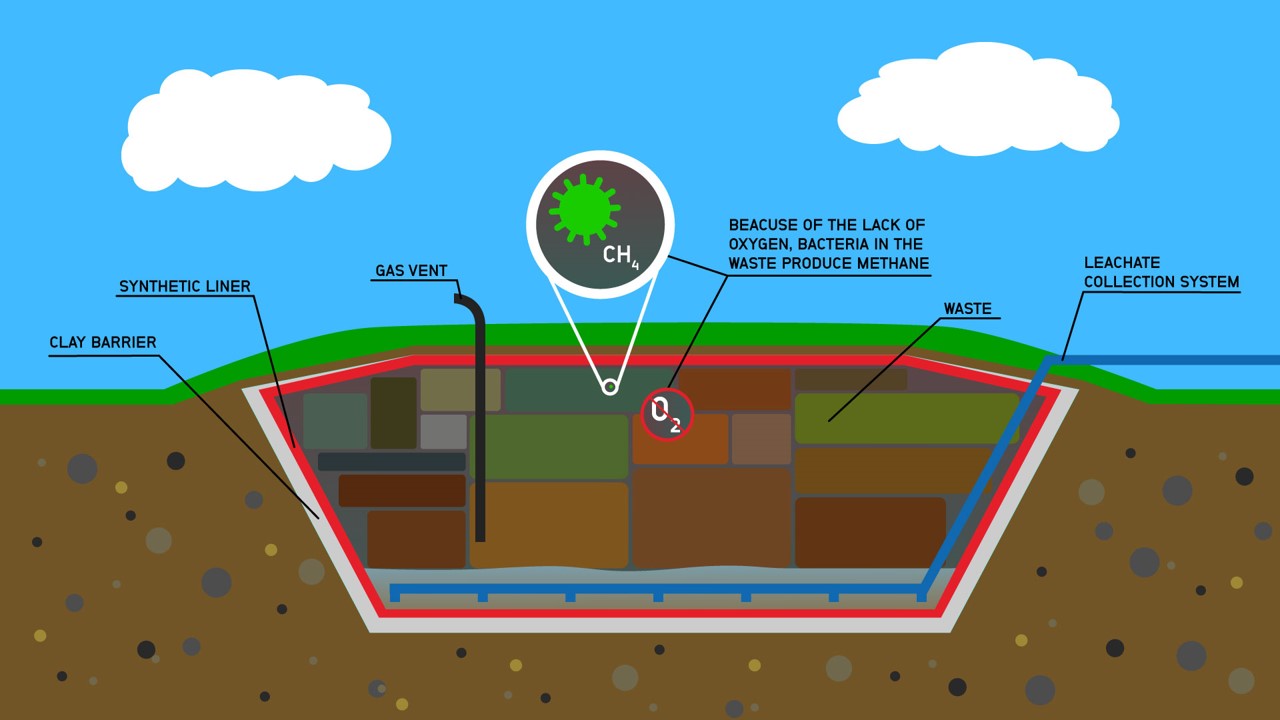 CH4
BEACUSE OF THE LACK OF
OXYGEN, BACTERIA IN THE
WASTE PRODUCE METHANE
GAS VENT
LEACHATE
COLLECTION SYSTEM
SYNTHETIC LINER
WASTE
CLAY BARRIER
O2